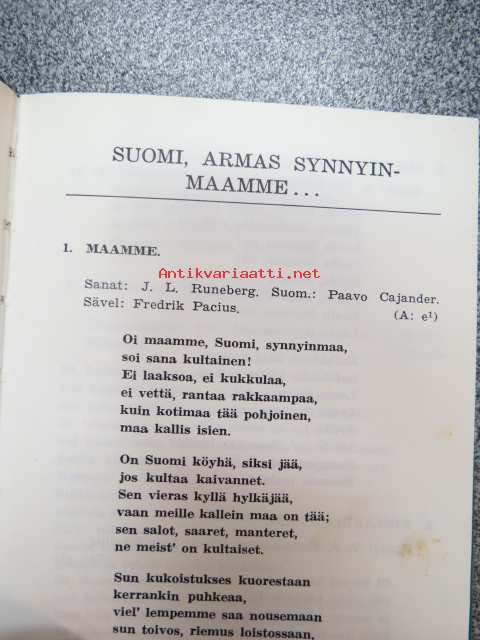 SUOMI, ARMAS SYNNYIN-
MAAMME...
1. MAAMME.
Antikvariaatti.net
Sanat: J. L. Runeberg. Suom.: Paavo Cajander.
Sävel: Fredrik Pacius. (A: e¹)
Oi maamme, Suomi, synnyinmaa,
soi sana kultainen!
Ei laaksoa, ei kukkulaa,
ei vettä, rantaa rakkaampaa,
kuin kotimaa tää pohjoinen,
maa kallis isien.
On Suomi köyhä, siksi jää,
jos kultaa kaivannet.
Sen vieras kyllä hylkäjää,
vaan meille kallein maa on tää;
sen salot, saaret, manteret,
ne meist' on kultaiset.
Sun kukoistukses kuorestaan
kerrankin puhkeaa,
viel' lempemme saa nousemaan
sun toivos, riemus loistossaan,